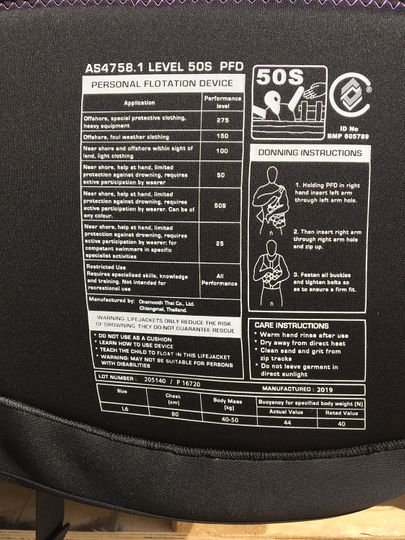 AS4758.1 LEVEL 50S PFD
PERSONAL FLOTATION DEVICE
Application
Performance
level
Offshore, special protective clothing,
heavy equipment
275
Offshore, foul weather clothing
150
Near shore and offshore within sight of
land, light clothing
100
Near shore, help at hand, limited
protection against drowning, requires
active participation by wearer
50
Near shore, help at hand, limited
protection against drowning, requires
active participation by wearer. Can be of
any colour.
50S
Near shore, help at hand, limited
protection against drowning, requires
active participation by wearer; for
competent swimmers in specific
specialist activities
25
Restricted Use
Requires specialised skills, knowledge
and training. Not intended for
recreational use
All
Performance
Manufactured by: Onsmooth Thai Co., Ltd.
Chiangmai, Thailand.
WARNING: LIFEJACKETS ONLY REDUCE THE RISK
OF DROWNING. THEY DO NOT GUARANTEE RESCUE
• DO NOT USE AS A CUSHION
• LEARN HOW TO USE DEVICE
• TEACH THE CHILD TO FLOAT IN THIS LIFEJACKET
• WARNING: MAY NOT BE SUITABLE FOR PERSONS
WITH DISABILITIES
50S
ID No
BMP 605789
DONNING INSTRUCTIONS
1. Holding PFD in right
hand insert left arm
through left arm hole.
2. Then insert right arm
through right arm hole
and zip up.
3. Fasten all buckles
and tighten belts so
as to ensure a firm fit.
CARE INSTRUCTIONS
• Warm hand rinse after use
• Dry away from direct heat
• Clean sand and grit from
zip tracks
• Do not leave garment in
direct sunlight
LOT NUMBER : 205140 / P 16720
MANUFACTURED : 2019
Size
Chest
(cm)
Body Mass
(kg)
Buoyancy for specified body weight (N)
Actual Value
Rated Value
L6
80
40-50
44
40